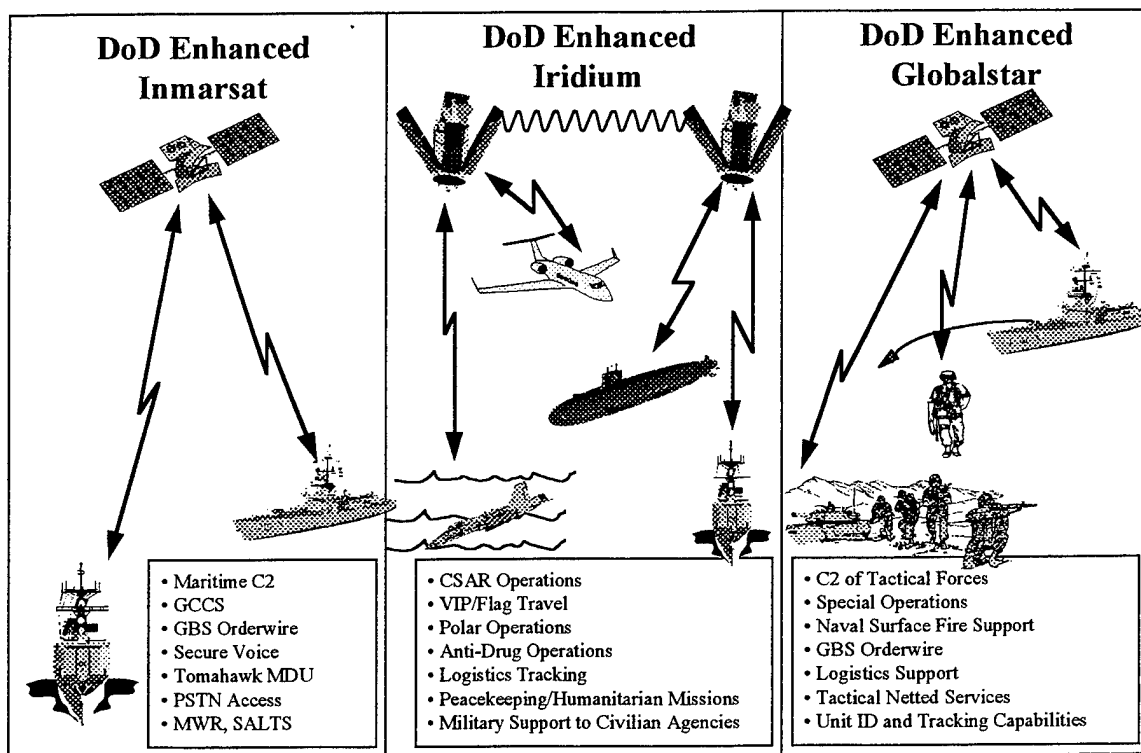 DoD Enhanced
Inmarsat
• Maritime C2
• GCCS
• GBS Orderwire
• Secure Voice
• Tomahawk MDU
• PSTN Access
• MWR, SALTS
DoD Enhanced
Iridium
• CSAR Operations
• VIP/Flag Travel
• Polar Operations
• Anti-Drug Operations
• Logistics Tracking
• Peacekeeping/Humanitarian Missions
• Military Support to Civilian Agencies
DoD Enhanced
Globalstar
• C2 of Tactical Forces
• Special Operations
• Naval Surface Fire Support
• GBS Orderwire
• Logistics Support
• Tactical Netted Services
• Unit ID and Tracking Capabilities